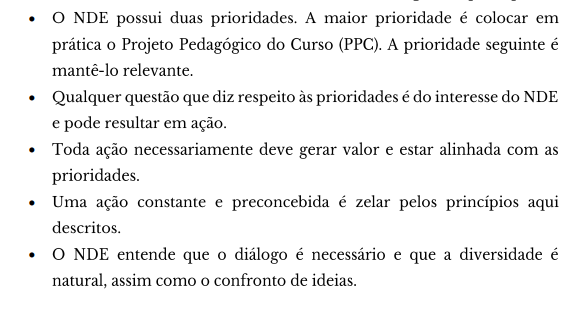 • O NDE possui duas prioridades. A maior prioridade é colocar em
prática o Projeto Pedagógico do Curso (PPC). A prioridade seguinte é
mantê-lo relevante.
• Qualquer questão que diz respeito às prioridades é do interesse do NDE
e pode resultar em ação.
• Toda ação necessariamente deve gerar valor e estar alinhada com as
prioridades.
• Uma ação constante e preconcebida é zelar pelos princípios aqui
descritos.
• O NDE entende que o diálogo é necessário e que a diversidade é
natural, assim como o confronto de ideias.